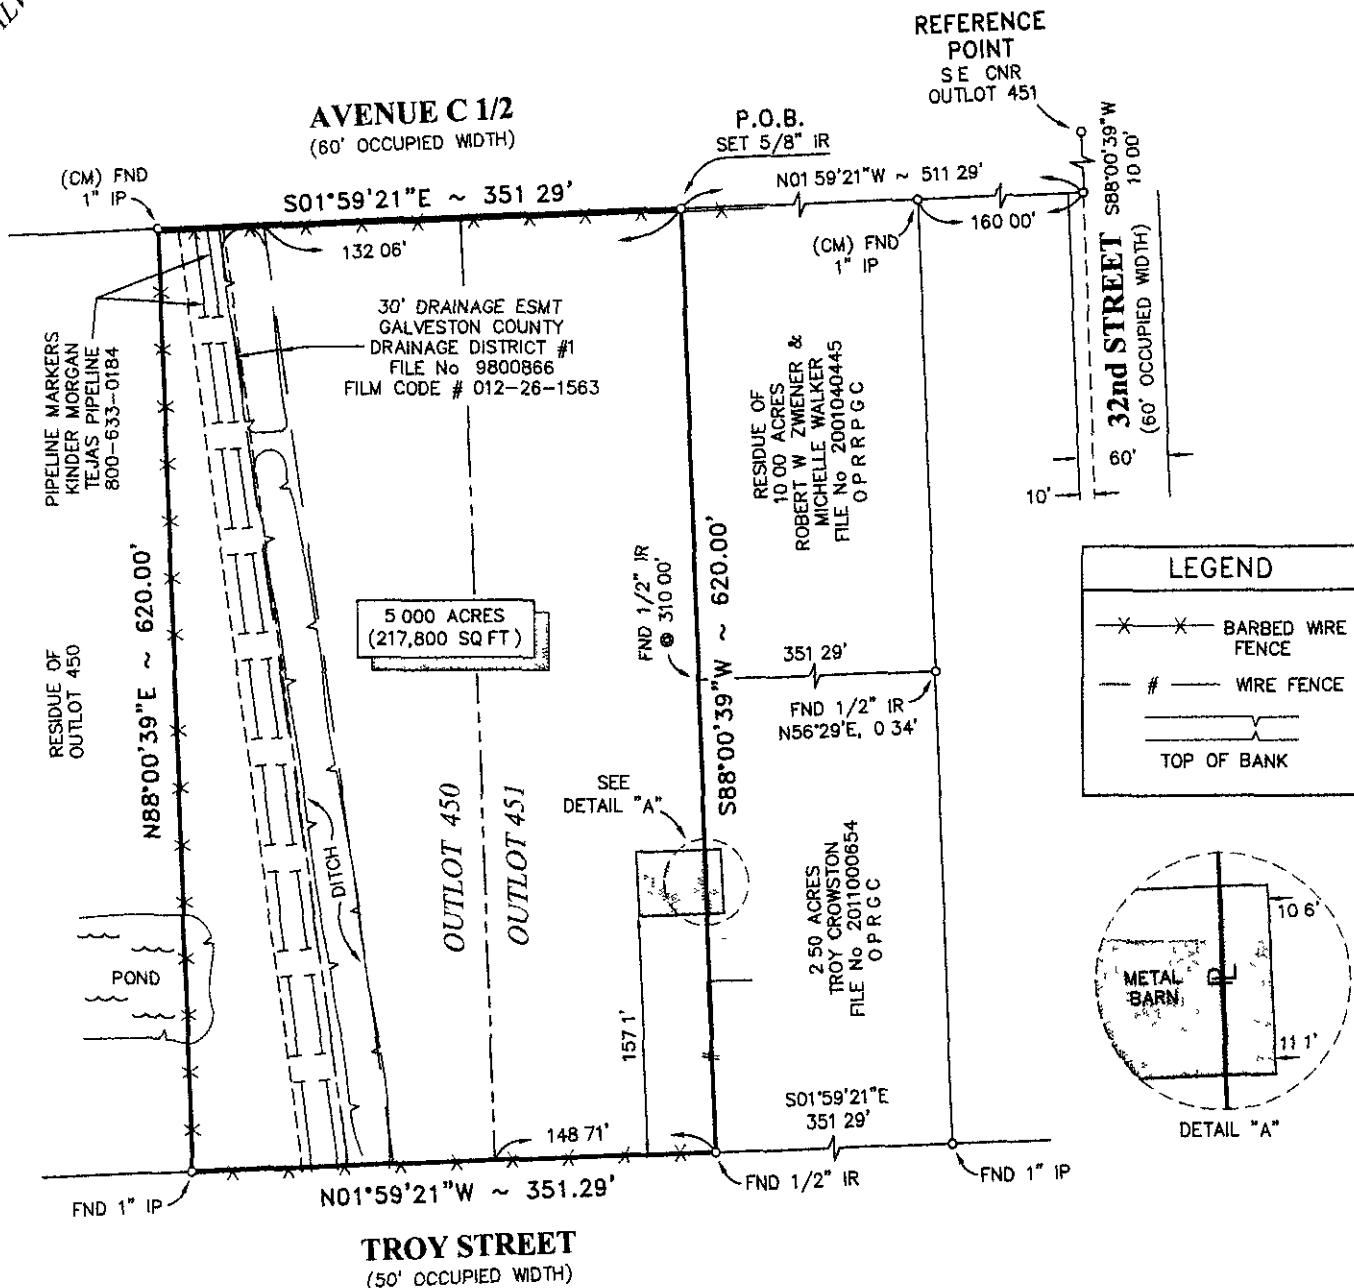 REFERENCE
POINT
S E CNR
OUTLOT 451
AVENUE C 1/2
(60' OCCUPIED WIDTH)
P.O.B.
SET 5/8" IR
(CM) FND
1" IP
S01°59'21"E ~ 351 29'
N01 59'21"W ~ 511 29'
S88°00'39"W
10 00'
132 06'
(CM) FND
1" IP
160 00'
32nd STREET
(60' OCCUPIED WIDTH)
60'
10'
PIPELINE MARKERS
KINDER MORGAN
TEJAS PIPELINE
800-633-0184
30' DRAINAGE ESMT
GALVESTON COUNTY
DRAINAGE DISTRICT #1
FILE No 9800866
FILM CODE # 012-26-1563
RESIDUE OF
10 00 ACRES
ROBERT W ZWIENER &
MICHELLE WALKER
FILE No 2001040445
O P R R P G C
LEGEND
BARBED WIRE
FENCE
# WIRE FENCE
TOP OF BANK
N88°00'39"E ~ 620.00'
RESIDUE OF
OUTLOT 450
5 000 ACRES
(217,800 SQ FT)
FND 1/2" IR
@ 310 00'
S88°00'39"W ~ 620.00'
351 29'
FND 1/2" IR
N56°29'E, 0 34'
SEE
DETAIL "A"
OUTLOT 450
OUTLOT 451
DITCH
POND
2 50 ACRES
TROY CROWSTON
FILE No 2011000654
O P R G C
157 1'
10 6'
METAL
BARN
PL
11 1'
DETAIL "A"
S01°59'21"E
351 29'
148 71'
FND 1" IP
N01°59'21"W ~ 351.29'
FND 1/2" IR
FND 1" IP
TROY STREET
(50' OCCUPIED WIDTH)